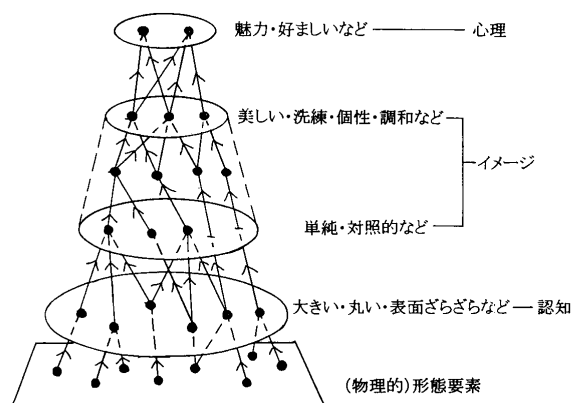 魅力・好ましいなど 心理
美しい・洗練・個性・調和など
イメージ
単純・対照的など
大きい・丸い・表面ざらざらなど 認知
(物理的)形態要素